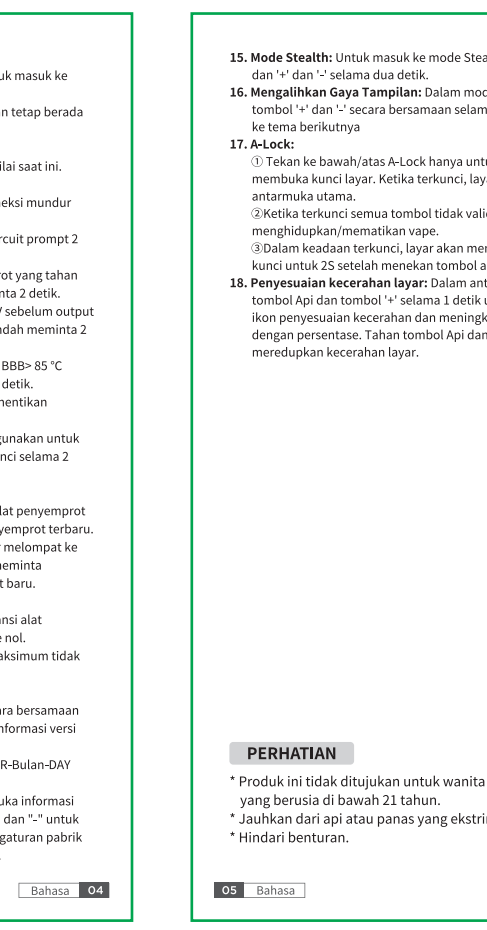 uk masuk ke
n tetap berada
ilai saat ini.
neksi mundur
rcuit prompt 2
rot yang tahan
nta 2 detik.
V sebelum output
ndah meminta 2
BBB> 85 °C
detik.
nentikan
gunakan untuk
nci selama 2
lat penyemprot
yemprot terbaru.
r melompat ke
neminta
t baru.
nsi alat
e nol.
aksimum tidak
ara bersamaan
nformasi versi
R-Bulan-DAY
uka informasi
dan "-" untuk
gaturan pabrik
Bahasa 04
15. Mode Stealth: Untuk masuk ke mode Stea
dan '+' dan '-' selama dua detik.
16. Mengalihkan Gaya Tampilan: Dalam mod
tombol '+' dan '-' secara bersamaan selam
ke tema berikutnya
17. A-Lock:
① Tekan ke bawah/atas A-Lock hanya untu
membuka kunci layar. Ketika terkunci, lay
antarmuka utama.
②Ketika terkunci semua tombol tidak valid
menghidupkan/mematikan vape.
③Dalam keadaan terkunci, layar akan men
kunci untuk 2S setelah menekan tombol a
18. Penyesuaian kecerahan layar: Dalam ant
tombol Api dan tombol '+' selama 1 detik u
ikon penyesuaian kecerahan dan meningk
dengan persentase. Tahan tombol Api dan
meredupkan kecerahan layar.
PERHATIAN
* Produk ini tidak ditujukan untuk wanita
yang berusia di bawah 21 tahun.
* Jauhkan dari api atau panas yang ekstri
* Hindari benturan.
05 Bahasa